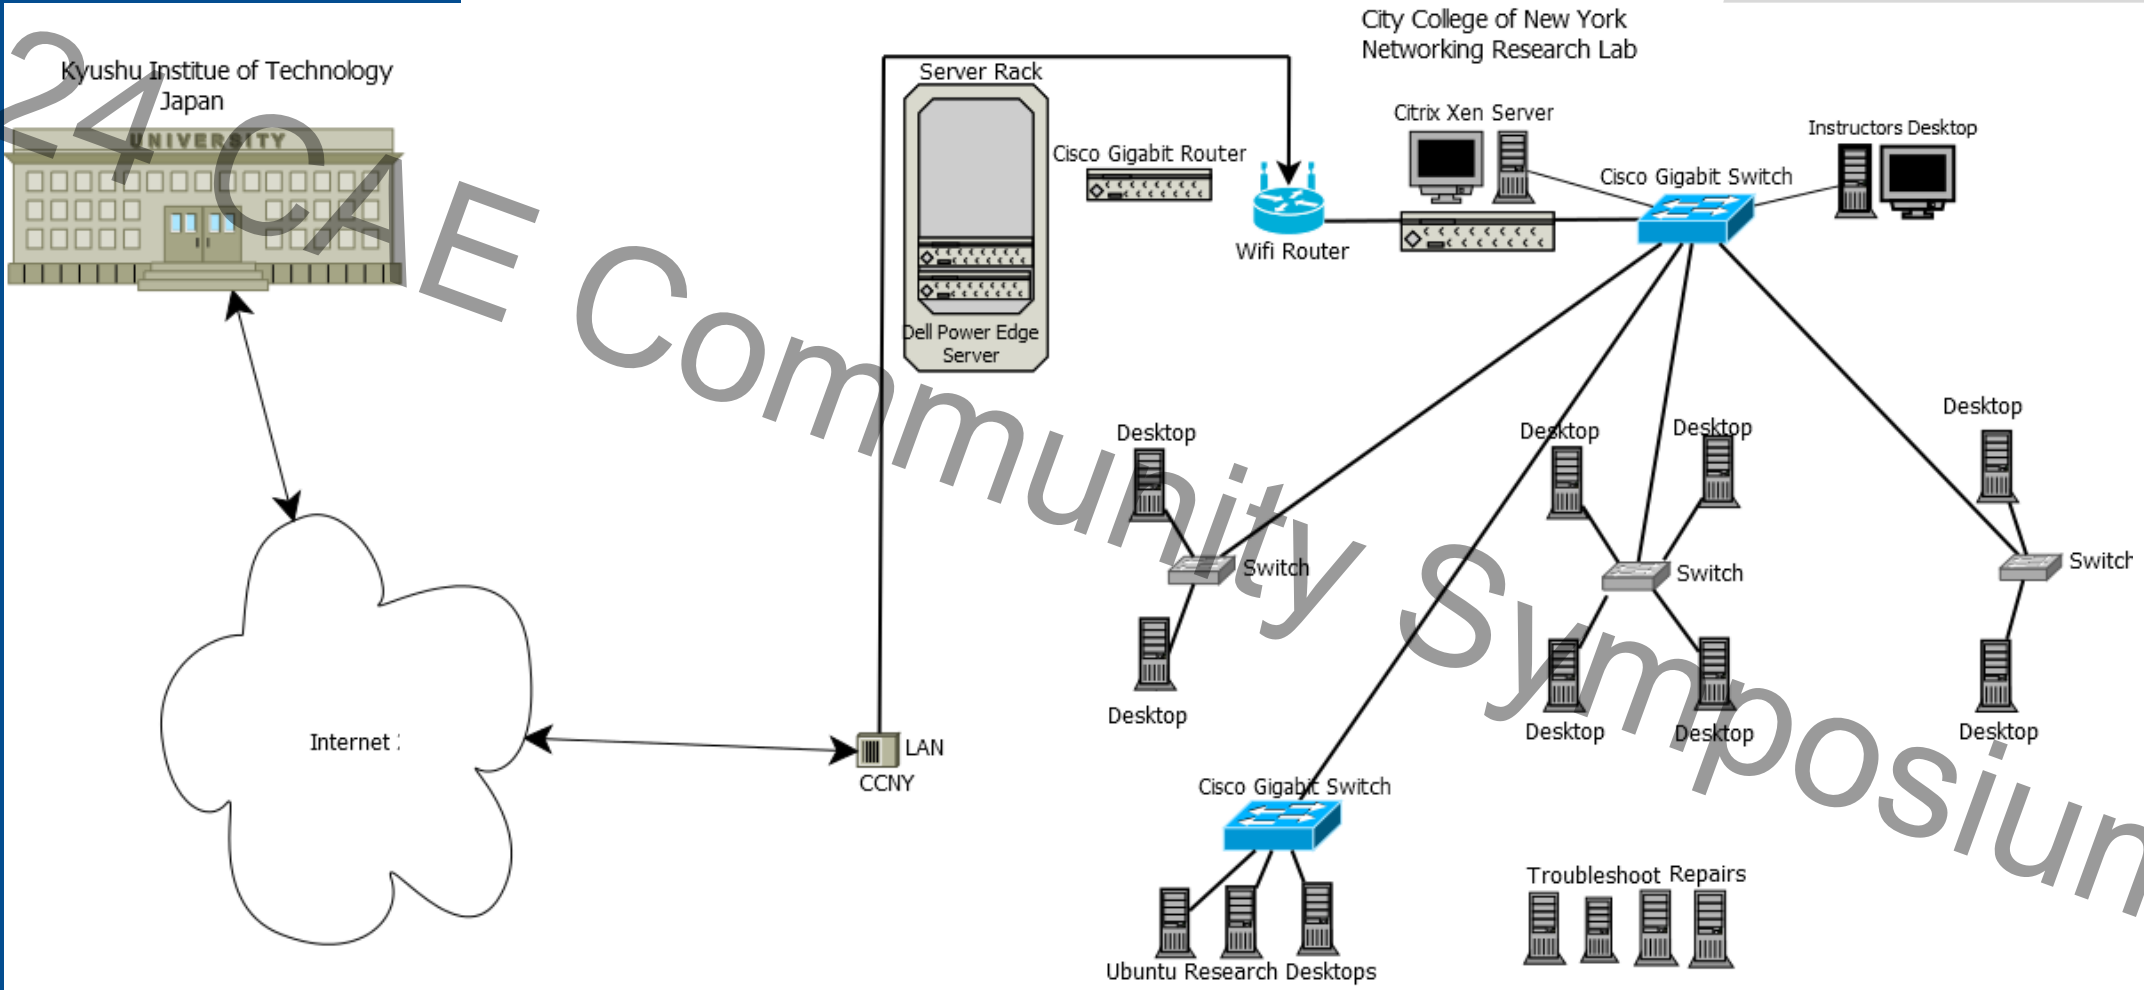 City College of New York
Networking Research Lab
Kyushu Institue of Technology
Japan
UNIVERSITY
Server Rack
Cisco Gigabit Router
Citrix Xen Server
Instructors Desktop
Cisco Gigabit Switch
Wifi Router
Dell Power Edge
Server
24 CAE Community Symposium
Desktop
Desktop
Desktop
Desktop
Switch
Switch
Switch
Desktop
Desktop
Desktop
Desktop
Internet
LAN
CCNY
Cisco Gigabit Switch
Troubleshoot Repairs
Ubuntu Research Desktops